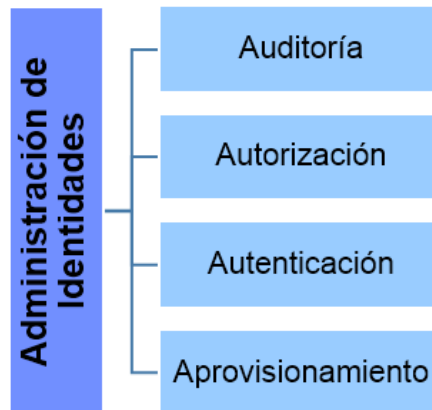 Administración de
Identidades
Auditoría
Autorización
Autenticación
Aprovisionamiento